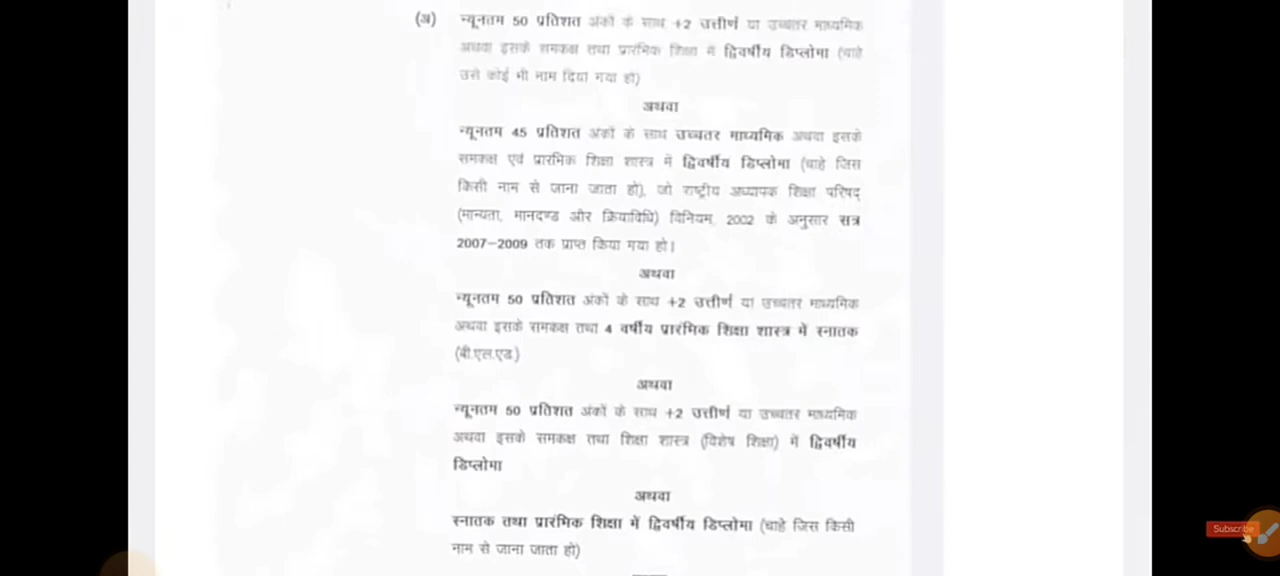 (अ) न्यूनतम 50 प्रतिशत अंकों के साथ +2 उत्तीर्ण या उच्चतर माध्यमिक
अथवा इसके समकक्ष तथा प्रारंमिक शिक्षा में द्विवर्षीय डिप्लोमा (चाहे
उसे कोई भी नाम दिया गया हो)
अथवा
न्यूनतम 45 प्रतिशत अंकों के साथ उच्चतर माध्यमिक अथवा इसके
समकक्ष एवं प्रारंमिक शिक्षा शास्त्र में द्विवर्षीय डिप्लोमा (चाहे जिस
किसी नाम से जाना जाता हो), जो राष्ट्रीय अध्यापक शिक्षा परिषद्
(मान्यता, मानदण्ड और क्रियाविधि) विनियम, 2002 के अनुसार सत्र
2007-2009 तक प्राप्त किया गया हो।
अथवा
न्यूनतम 50 प्रतिशत अंकों के साथ +2 उत्तीर्ण या उच्चतर माध्यमिक
अथवा इसके समकक्ष तथा 4 वर्षीय प्रारंमिक शिक्षा शास्त्र में स्नातक
(बी.एल.एड.)
अथवा
न्यूनतम 50 प्रतिशत अंकों के साथ +2 उत्तीर्ण या उच्चतर माध्यमिक
अथवा इसके समकक्ष तथा शिक्षा शास्त्र (विशेष शिक्षा) में द्विवर्षीय
डिप्लोमा
अथवा
स्नातक तथा प्रारंमिक शिक्षा में द्विवर्षीय डिप्लोमा (चाहे जिस किसी
नाम से जाना जाता हो)
Subscribe